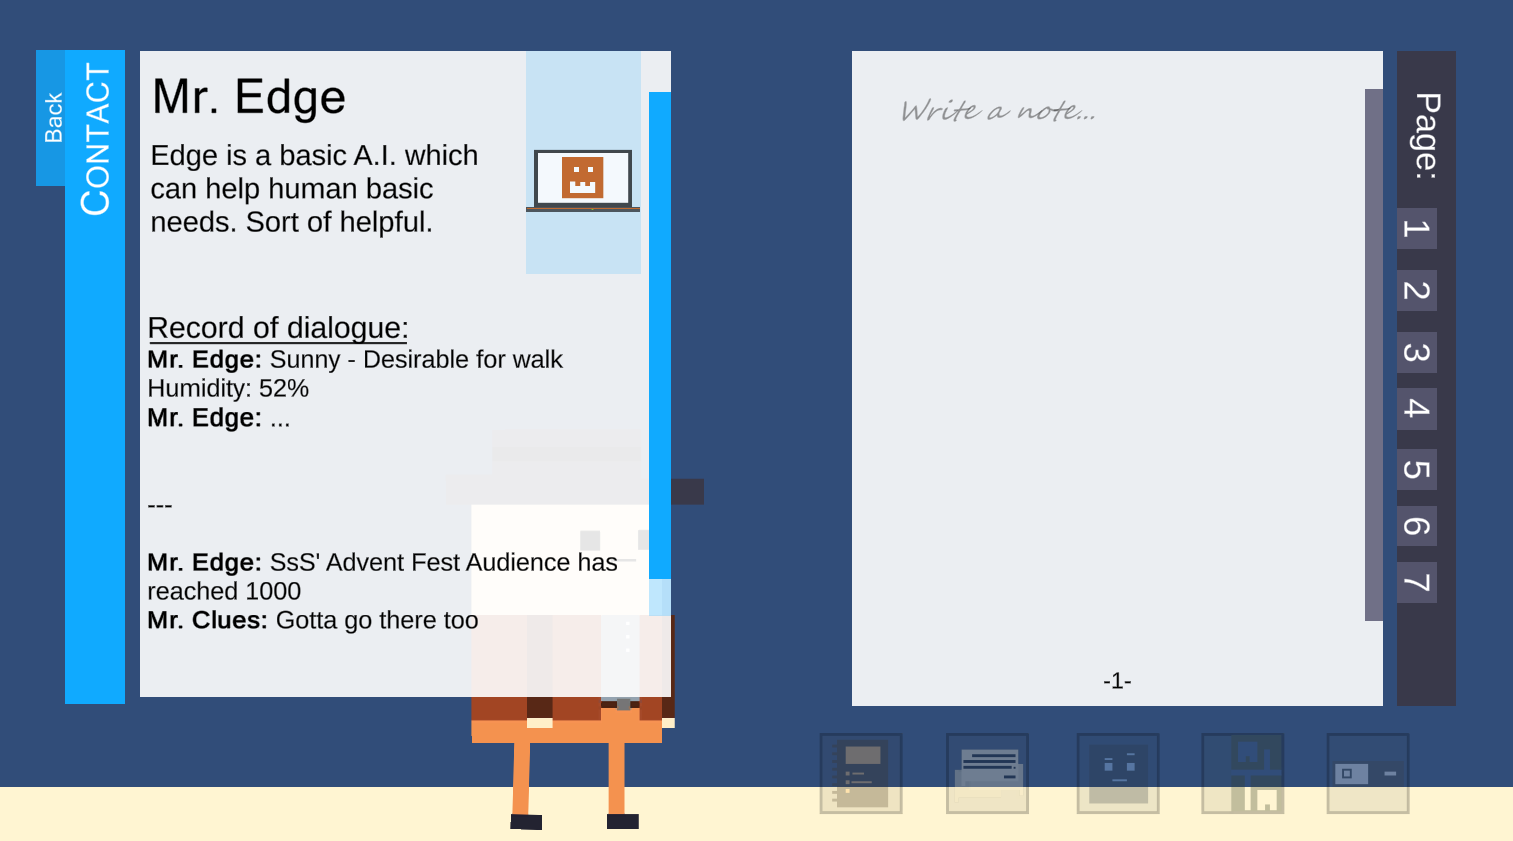 Back
CONTACT
Mr. Edge
Edge is a basic A.I. which
can help human basic
needs. Sort of helpful.
Record of dialogue:
Mr. Edge: Sunny - Desirable for walk
Humidity: 52%
Mr. Edge: ...
---
Mr. Edge: SsS' Advent Fest Audience has
reached 1000
Mr. Clues: Gotta go there too
Write a note...
-1-
Page:
1
2
3
4
5
6
7